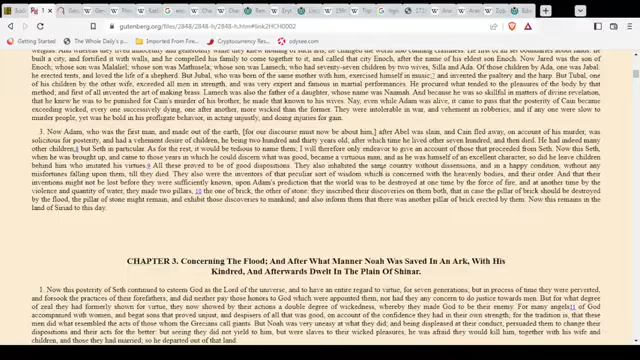 gutenberg.org/files/2848/2848-h/2848-h.htm#link2HCH0002
Getting Started
The Whole Daily's P...
YouTube
odysee.com
weights. And whereas they lived innocently and generously while they knew nothing of such arts, he changed the world into cunning craftiness. He first of all set boundaries about lands: he
built a city, and fortified it with walls, and he compelled his family to come together to it; and called that city Enoch, after the name of his eldest son Enoch. Now Jared was the son of
Enoch; whose son was Malaliel; whose son was Mathusela; whose son was Lamech; who had seventy-seven children by two wives, Silla and Ada. Of those children by Ada, one was Jabal:
he erected tents, and loved the life of a shepherd. But Jubal, who was born of the same mother with him, exercised himself in music; and invented the psaltery and the harp. But Tubal, one
of his children by the other wife, exceeded all men in strength, and was very expert and famous in martial performances. He procured what tended to the pleasures of the body by that
method; and first of all invented the art of making brass. Lamech was also the father of a daughter, whose name was Naamah. And because he was so skilful in matters of divine revelation,
that he knew he was to be punished for Cain's murder of his brother, he made that known to his wives. Nay, even while Adam was alive, it came to pass that the posterity of Cain became
exceeding wicked, every one successively dying, one after another, more wicked than the former. They were intolerable in war, and vehement in robberies; and if any one were slow to
murder people, yet was he bold in his profligate behavior, in acting unjustly, and doing injuries for gain.
3. Now Adam, who was the first man, and made out of the earth, [for our discourse must now be about him,] after Abel was slain, and Cain fled away, on account of his murder, was
solicitous for posterity, and had a vehement desire of children, he being two hundred and thirty years old; after which time he lived other seven hundred, and then died. He had indeed many
other children, 8 but Seth in particular. As for the rest, it would be tedious to name them; I will therefore only endeavor to give an account of those that proceeded from Seth. Now this Seth,
when he was brought up, and came to those years in which he could discern what was good, became a virtuous man; and as he was himself of an excellent character, so did he leave children
behind him who imitated his virtues. 9 All these proved to be of good dispositions. They also inhabited the same country without dissensions, and in a happy condition, without any
misfortunes falling upon them, till they died. They also were the inventors of that peculiar sort of wisdom which is concerned with the heavenly bodies, and their order. And that their
inventions might not be lost before they were sufficiently known, upon Adam's prediction that the world was to be destroyed at one time by the force of fire, and at another time by the
violence and quantity of water, they made two pillars, 10 the one of brick, the other of stone: they inscribed their discoveries on them both, that in case the pillar of brick should be destroyed
by the flood, the pillar of stone might remain, and exhibit those discoveries to mankind; and also inform them that there was another pillar of brick erected by them. Now this remains in the
land of Siriad to this day.
CHAPTER 3. Concerning The Flood; And After What Manner Noah Was Saved In An Ark, With His
Kindred, And Afterwards Dwelt In The Plain Of Shinar.
1. Now this posterity of Seth continued to esteem God as the Lord of the universe, and to have an entire regard to virtue, for seven generations; but in process of time they were perverted,
and forsook the practices of their forefathers; and did neither pay those honors to God which were appointed them, nor had they any concern to do justice towards men. But for what degree
of zeal they had formerly shown for virtue, they now showed by their actions a double degree of wickedness, whereby they made God to be their enemy. For many angels 11 of God
accompanied with women, and begat sons that proved unjust, and despisers of all that was good, on account of the confidence they had in their own strength; for the tradition is, that these
men did what resembled the acts of those whom the Grecians call giants. But Noah was very uneasy at what they did; and being displeased at their conduct, persuaded them to change their
dispositions and their acts for the better: but seeing they did not yield to him, but were slaves to their wicked pleasures, he was afraid they would kill him, together with his wife and
children, and those they had married; so he departed out of that land.